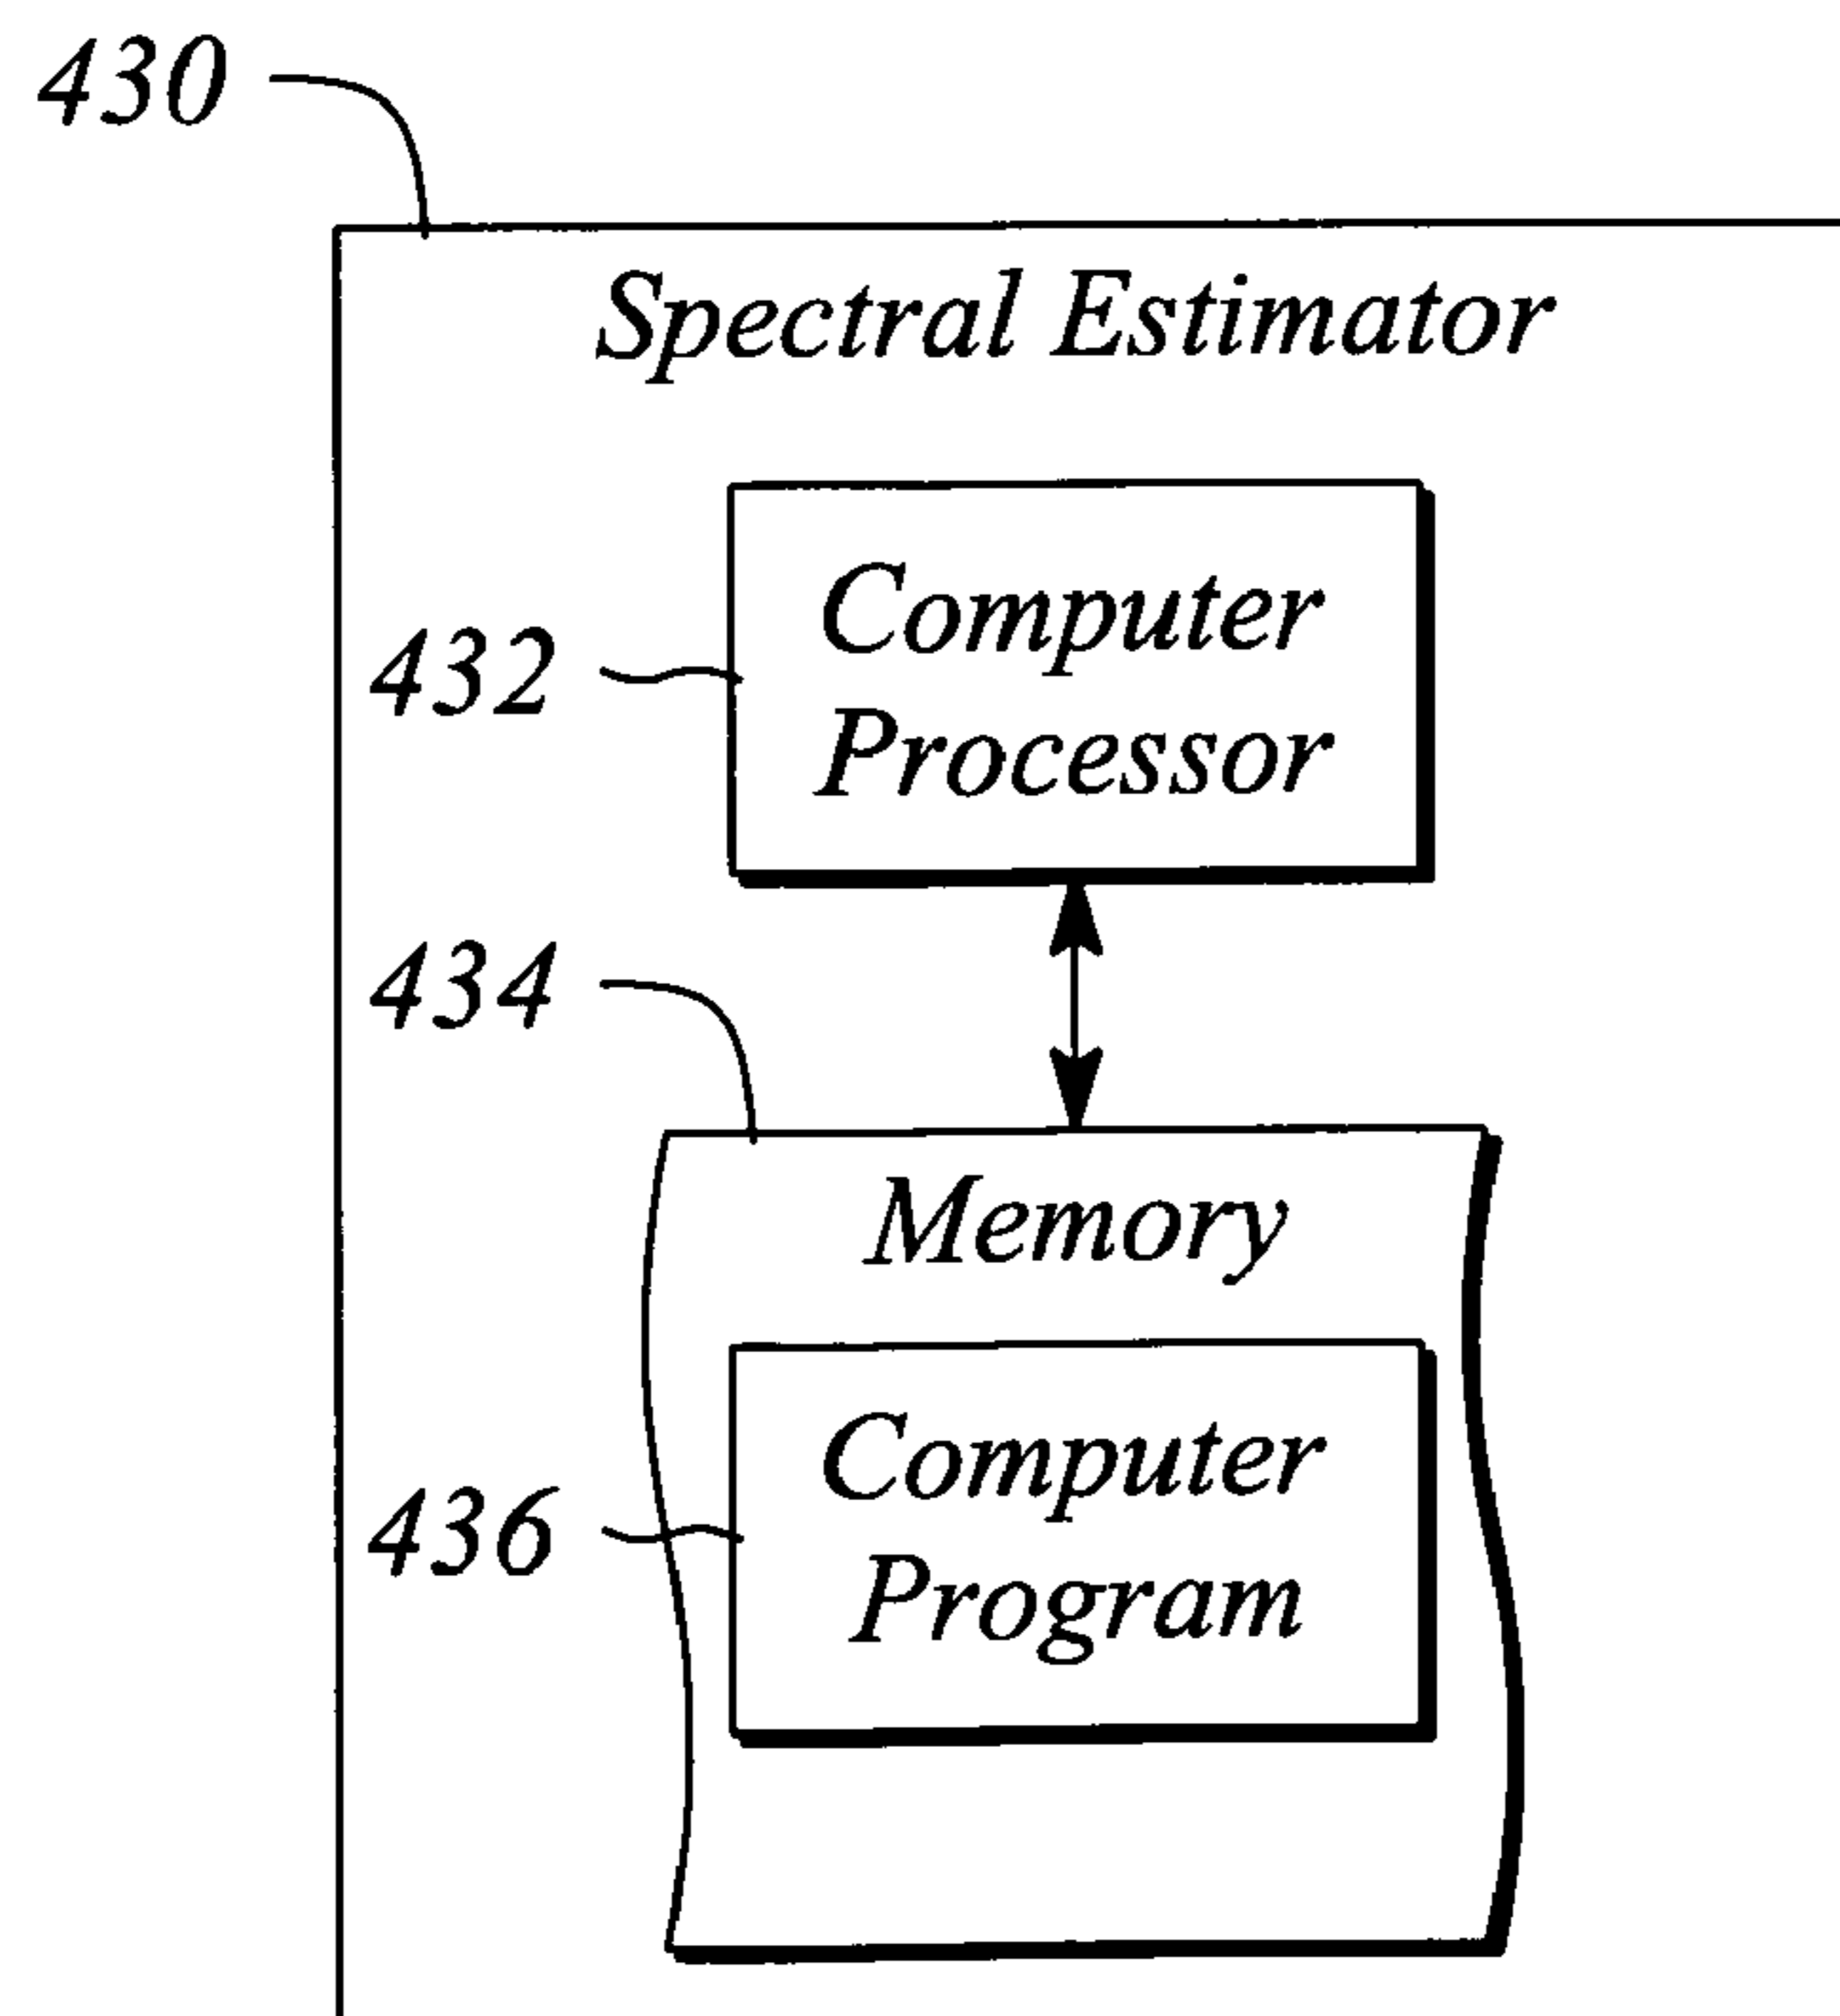 430
Spectral Estimator
Computer
432
Processor
434
Memory
Computer
436
Program